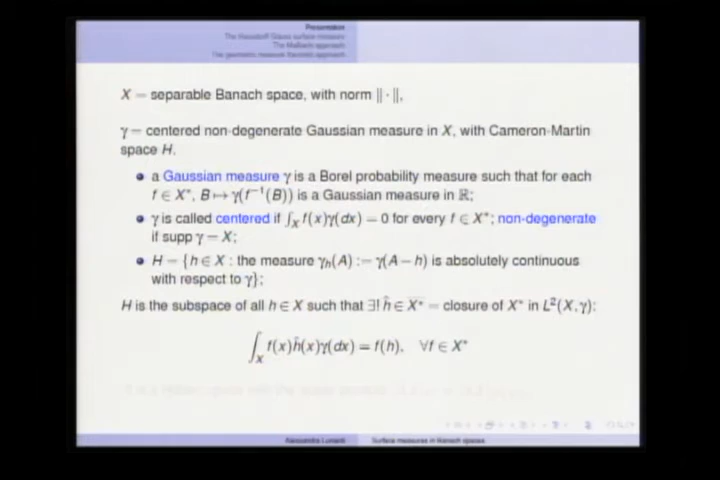 Presentation
The Hausdorff-Gauss surface measure
The Malliavin approach
The geometric measure theoretic approach
X = separable Banach space, with norm ‖ · ‖,
γ = centered non-degenerate Gaussian measure in X, with Cameron-Martin
space H.
• a Gaussian measure γ is a Borel probability measure such that for each
f ∈ X*, B ↦ γ(f⁻¹(B)) is a Gaussian measure in ℝ;
• γ is called centered if ∫_X f(x)γ(dx) = 0 for every f ∈ X*; non-degenerate
if supp γ = X;
• H = {h ∈ X : the measure γ_h(A) := γ(A − h) is absolutely continuous
with respect to γ};
H is the subspace of all h ∈ X such that ∃! ĥ ∈ X̅*̅ = closure of X* in L²(X, γ):
∫_X f(x)ĥ(x)γ(dx) = f(h), ∀f ∈ X*
Alessandra Lunardi Surface measures in Banach spaces